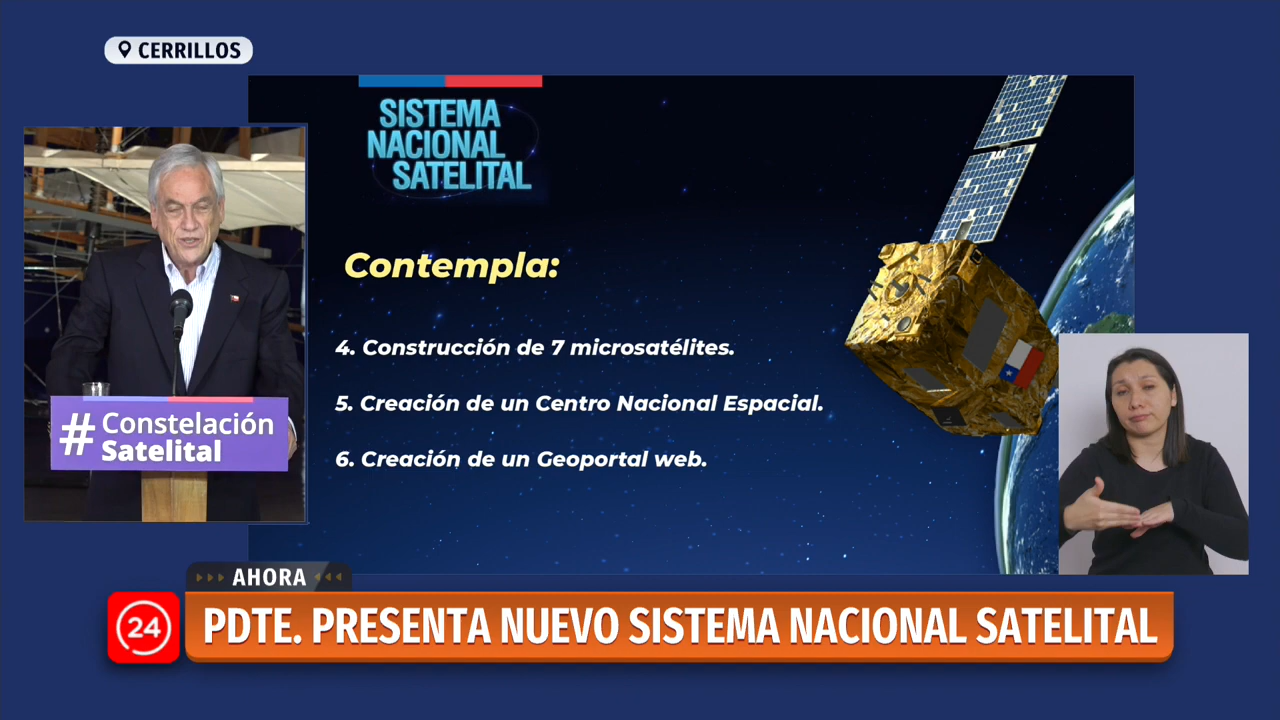 CERRILLOS
SISTEMA
NACIONAL
SATELITAL
Contempla:
4. Construcción de 7 microsatélites.
5. Creación de un Centro Nacional Espacial.
6. Creación de un Geoportal web.
# Constelación
Satelital
AHORA
24
PDTE. PRESENTA NUEVO SISTEMA NACIONAL SATELITAL